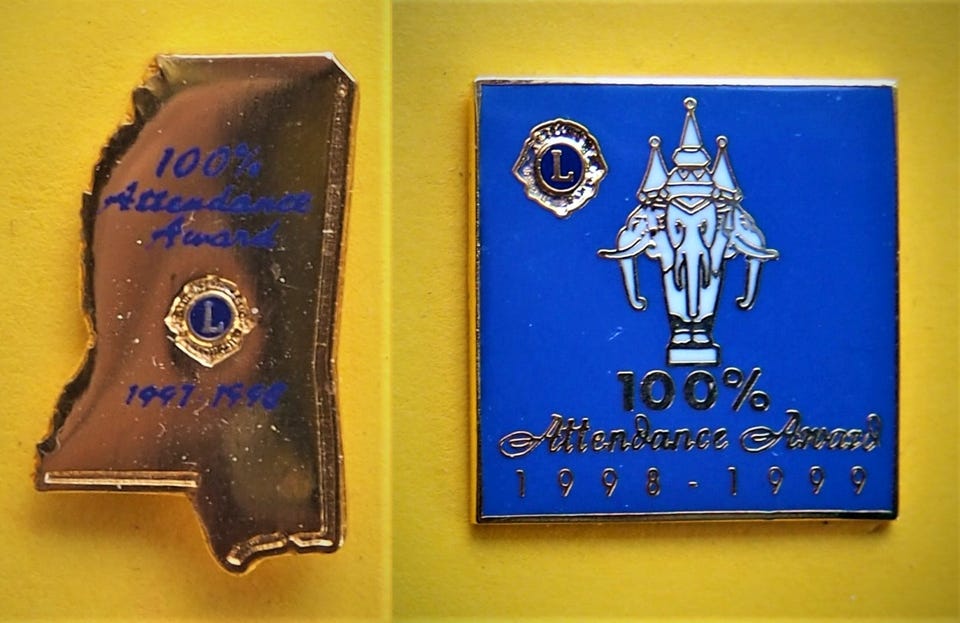 100%
Attendance
Award
L
1997-1998
L
100%
Attendance Award
1998-1999